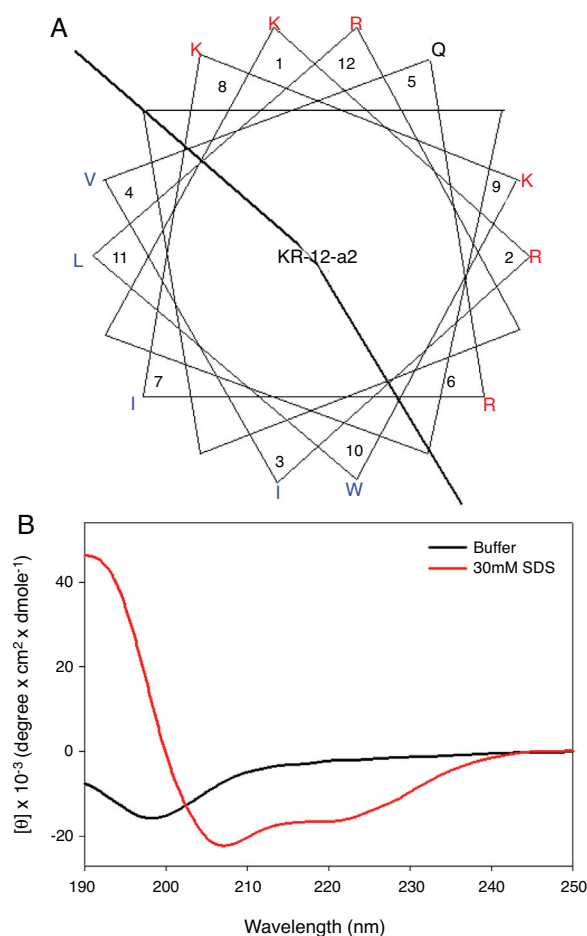 A
K
R
K
1
12
Q
8
5
V
4
9
K
L
11
KR-12-a2
2
R
7
6
I
R
3
10
I
W
B
Buffer
30mM SDS
[θ] x 10⁻³ (degree x cm² x dmole⁻¹)
40
20
0
-20
190
200
210
220
230
240
250
Wavelength (nm)